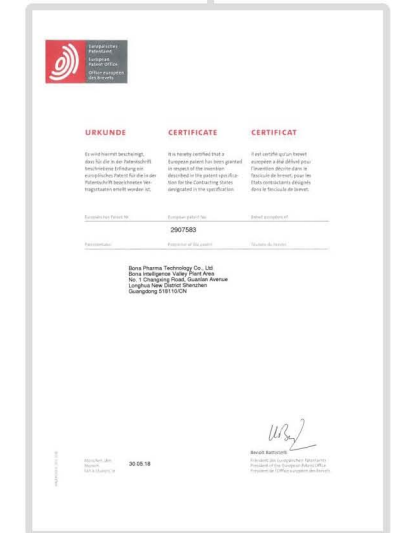 Europäisches
Patentamt
European
Patent Office
Office européen
des brevets
URKUNDE
CERTIFICATE
CERTIFICAT
Es wird hiermit bescheinigt,
dass für die in der Patentschrift
beschriebene Erfindung ein
europäisches Patent für die in der
Patentschrift bezeichneten Ver-
tragsstaaten erteilt worden ist.
It is hereby certified that a
European patent has been granted
in respect of the invention
described in the patent specifica-
tion for the Contracting States
designated in the specification.
Il est certifié qu'un brevet
européen a été délivré pour
l'invention décrite dans le
fascicule de brevet, pour les
Etats contractants désignés
dans le fascicule de brevet.
Europäisches Patent Nr.
European patent No.
Brevet européen n°
2907583
Patentinhaber
Proprietor of the patent
Titulaire du brevet
Bona Pharma Technology Co., Ltd
Bona Intelligence Valley Plant Area
No. 1 Changxing Road, Guanlan Avenue
Longhua New District Shenzhen
Guangdong 518110/CN
Benoît Battistelli
Präsident des Europäischen Patentamts
President of the European Patent Office
Président de l'Office européen des brevets
München, den
Munich,
Fait à Munich, le
30.05.18